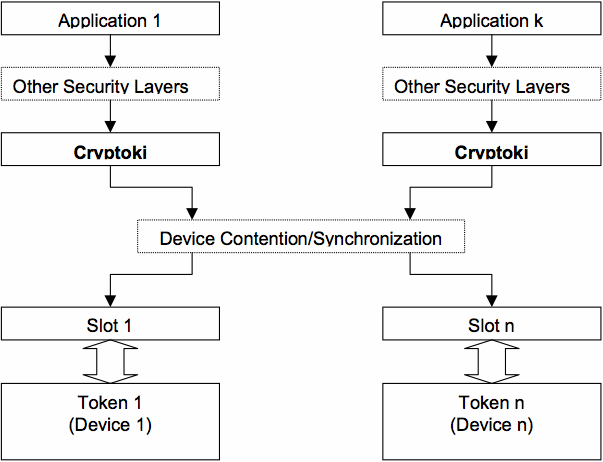 Application 1
Application k
Other Security Layers
Other Security Layers
Cryptoki
Cryptoki
Device Contention/Synchronization
Slot 1
Slot n
Token 1
(Device 1)
Token n
(Device n)